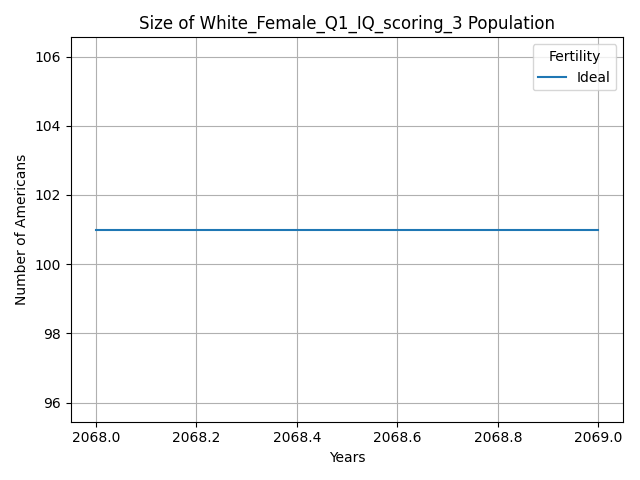 Size of White_Female_Q1_IQ_scoring_3 Population
Fertility
Ideal
Number of Americans
106
104
102
100
98
96
2068.0 2068.2 2068.4 2068.6 2068.8 2069.0
Years